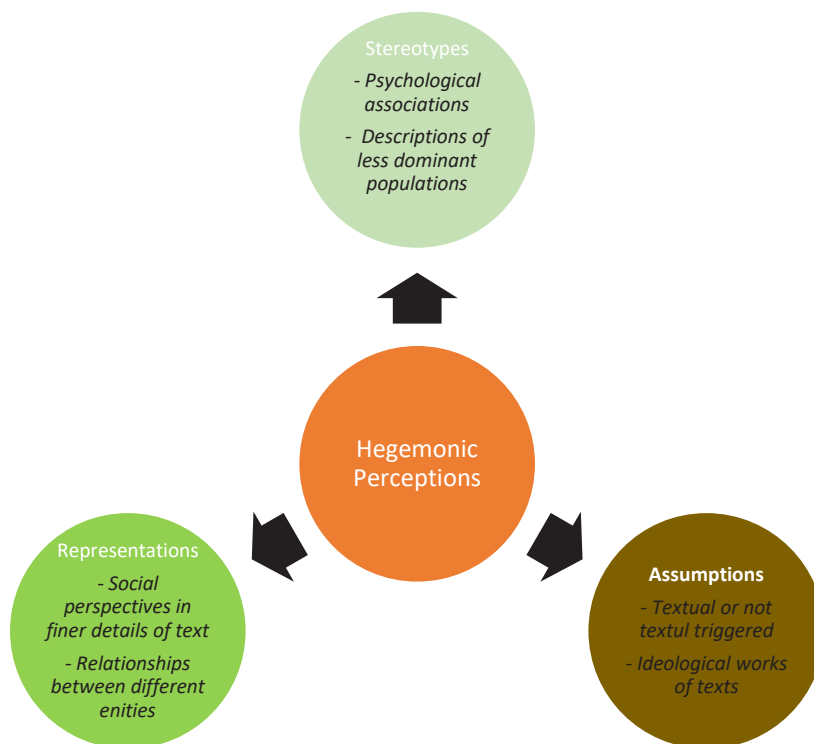 Stereotypes
- Psychological
associations
- Descriptions of
less dominant
populations
Hegemonic
Perceptions
Representations
- Social
perspectives in
finer details of text
- Relationships
between different
enities
Assumptions
- Textual or not
textul triggered
- Ideological works
of texts